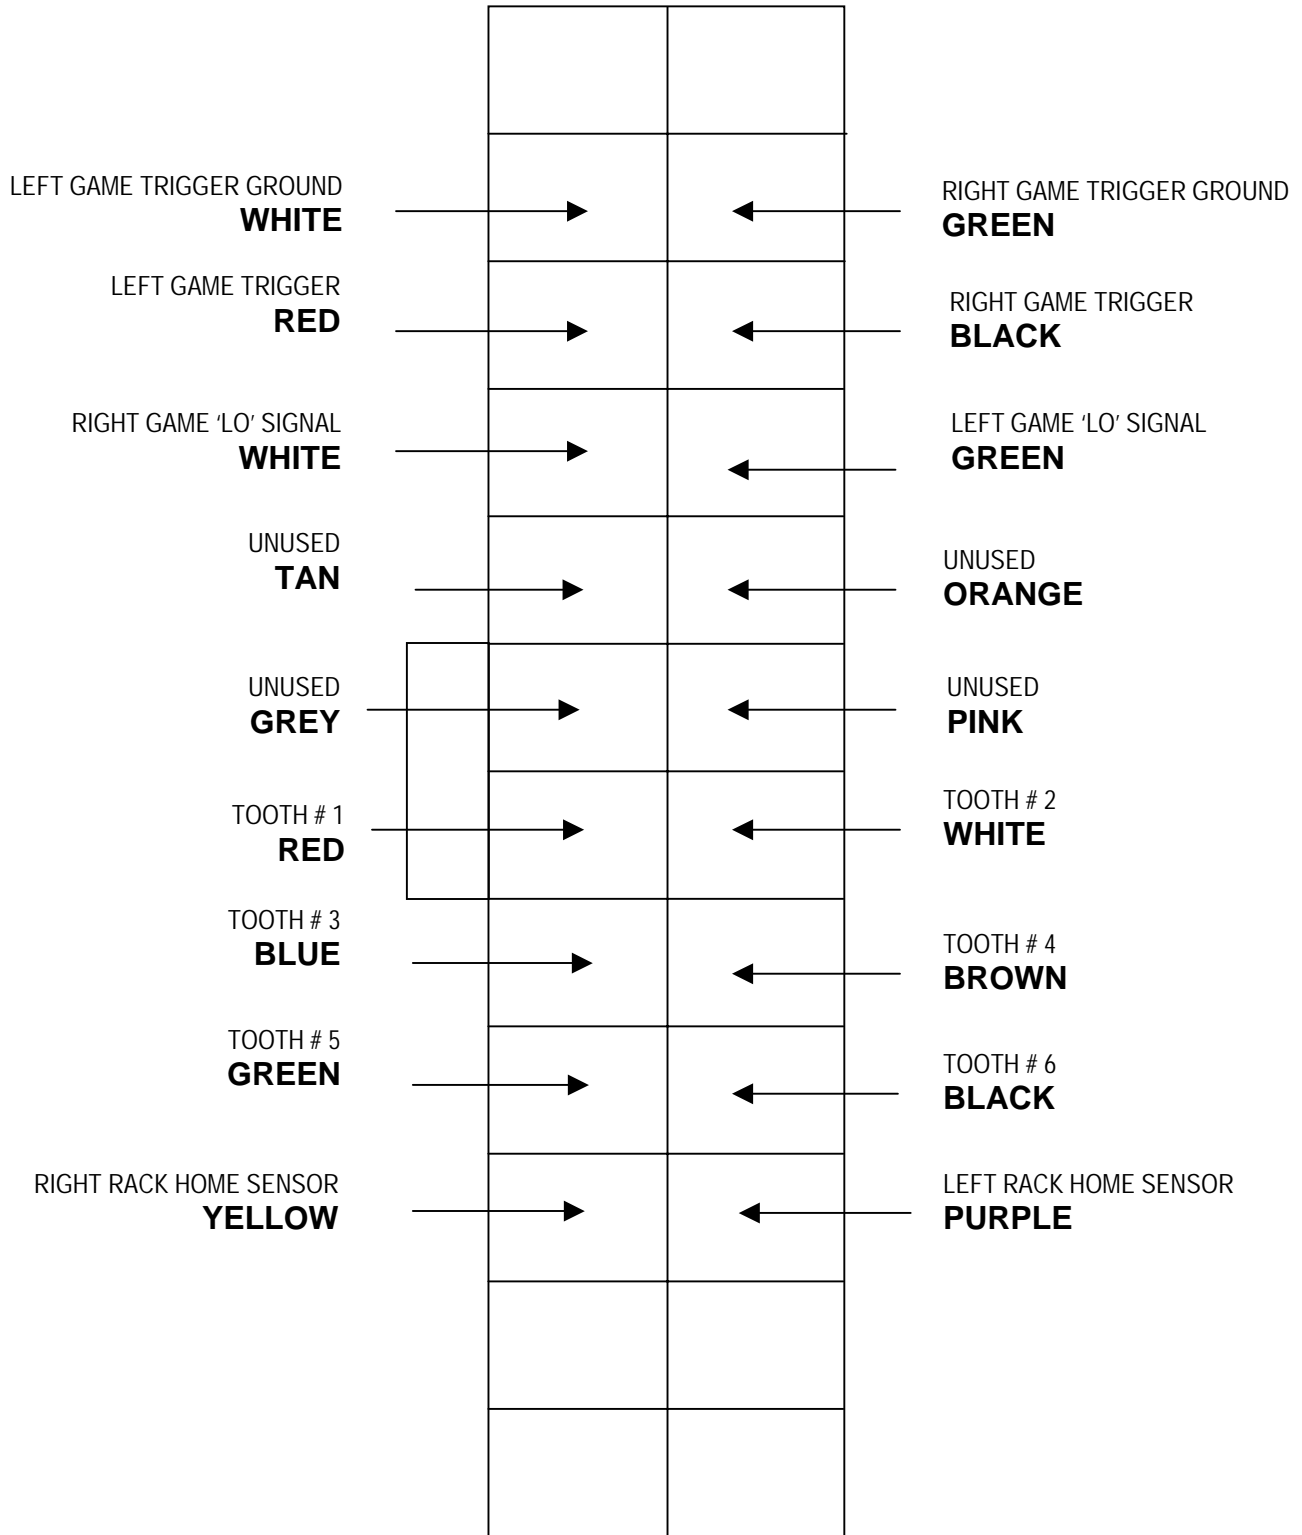 LEFT GAME TRIGGER GROUND
WHITE
RIGHT GAME TRIGGER GROUND
GREEN
LEFT GAME TRIGGER
RED
RIGHT GAME TRIGGER
BLACK
RIGHT GAME ‘LO’ SIGNAL
WHITE
LEFT GAME ‘LO’ SIGNAL
GREEN
UNUSED
TAN
UNUSED
ORANGE
UNUSED
GREY
UNUSED
PINK
TOOTH # 1
RED
TOOTH # 2
WHITE
TOOTH # 3
BLUE
TOOTH # 4
BROWN
TOOTH # 5
GREEN
TOOTH # 6
BLACK
RIGHT RACK HOME SENSOR
YELLOW
LEFT RACK HOME SENSOR
PURPLE